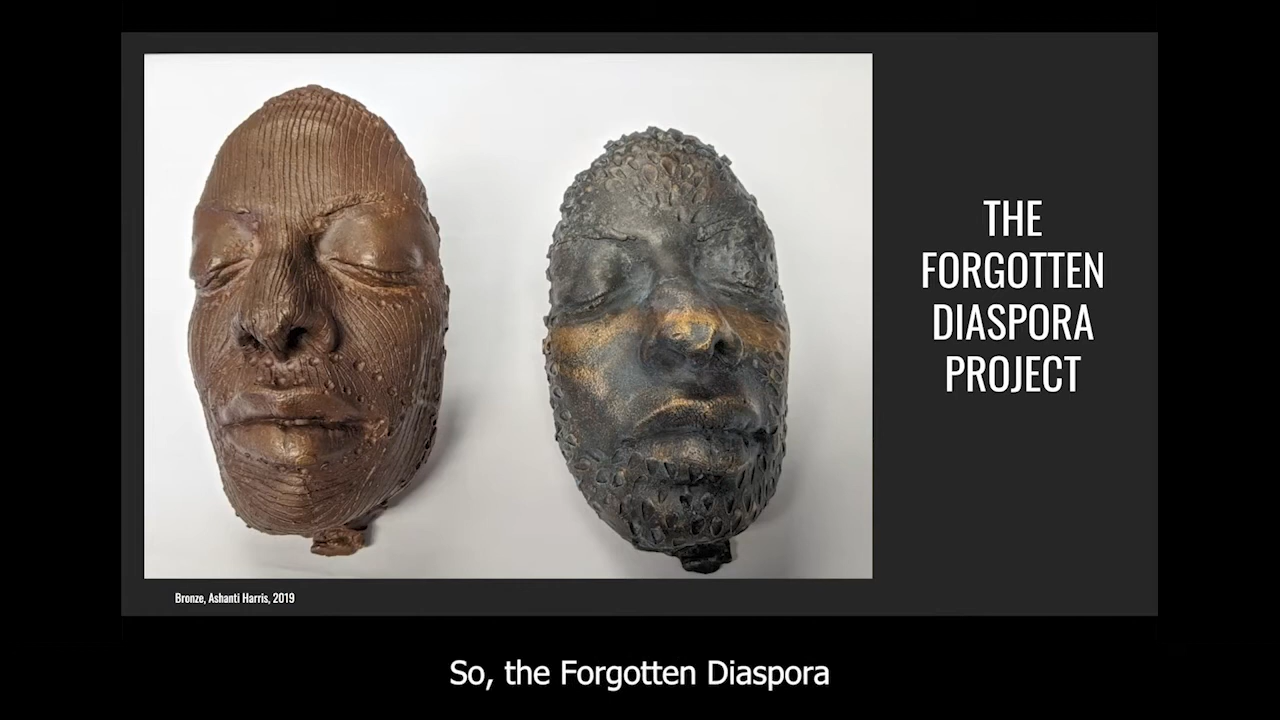 THE
FORGOTTEN
DIASPORA
PROJECT
Bronze, Ashanti Harris, 2019
So, the Forgotten Diaspora